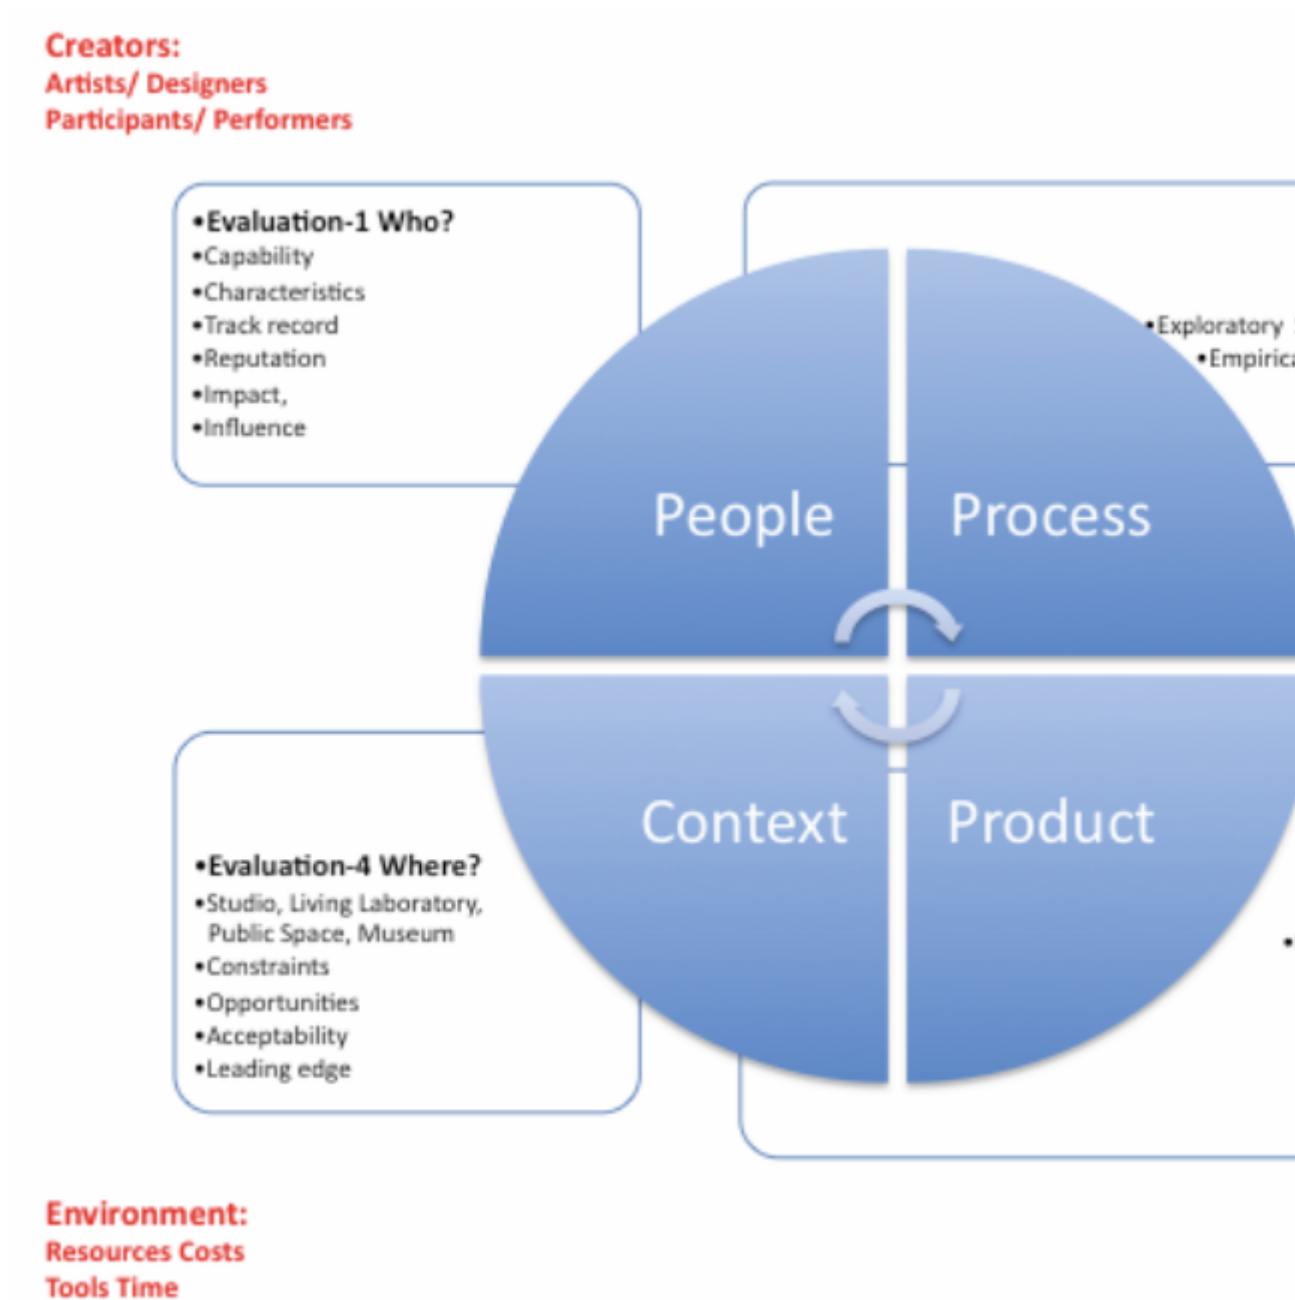 Creators:
Artists/ Designers
Participants/ Performers
•Evaluation-1 Who?
•Capability
•Characteristics
•Track record
•Reputation
•Impact,
•Influence
•Exploratory
People
Process
Context
Product
•Evaluation-4 Where?
•Studio, Living Laboratory,
Public Space, Museum
•Constraints
•Opportunities
•Acceptability
•Leading edge
Environment:
Resources Costs
Tools Time